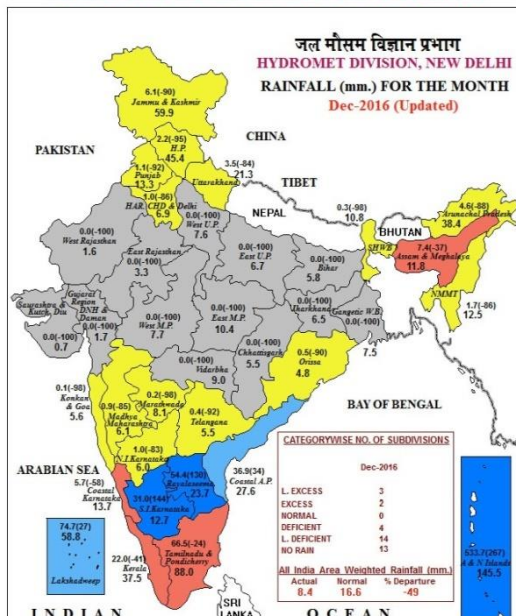 जल मौसम विज्ञान प्रभाग
HYDROMET DIVISION, NEW DELHI
RAINFALL (mm.) FOR THE MONTH
Dec-2016 (Updated)
6.1(-90)
Jammu & Kashmir
59.9
CHINA
2.2(-95)
H.P.
45.4
PAKISTAN
1.1(-92)
Punjab
13.3
3.5(-84)
21.3
Uttarakhand
TIBET
1.0(-86)
HAR. CHD & Delhi
6.9
NEPAL
0.3(-98)
10.8
BHUTAN
4.6(-88)
Arunachal Pradesh
38.4
0.0(-100)
West Rajasthan
1.6
0.0(-100)
West U.P.
7.6
East Rajasthan
0.0(-100)
3.3
0.0(-100)
East U.P.
6.7
0.0(-100)
Bihar
5.8
SHWB
7.4(-37)
Assam & Meghalaya
11.8
NMMT
1.7(-86)
12.5
Saurashtra &
Kutch, Diu
0.0(-100)
0.7
Gujarat
Region
DNH &
Daman
0.0(-100)
1.7
0.0(-100)
West M.P.
7.7
0.0(-100)
East M.P.
10.4
0.0(-100)
Jharkhand
6.5
Gangetic W.B.
0.0(-100)
7.5
0.0(-100)
Chhattisgarh
5.5
0.0(-100)
Vidarbha
9.0
0.5(-90)
Orissa
4.8
0.1(-98)
Konkan
& Goa
5.6
0.9(-85)
Madhya
Maharashtra
6.1
0.2(-98)
Marathwada
8.1
0.4(-92)
Telangana
5.5
BAY OF BENGAL
1.0(-83)
N.I.Karnataka
6.0
ARABIAN SEA
5.7(-58)
Coastal
Karnataka
13.7
54.4(130)
Rayalaseema
23.7
36.9(34)
Coastal A.P.
27.6
31.0(144)
S.I.Karnataka
12.7
74.7(27)
58.8
Lakshadweep
22.0(-41)
Kerala
37.5
66.5(-24)
Tamilnadu &
Pondicherry
88.0
533.7(267)
A & N Islands
145.5
CATEGORYWISE NO. OF SUBDIVISIONS
Dec-2016
L. EXCESS 3
EXCESS 2
NORMAL 0
DEFICIENT 4
L. DEFICIENT 14
NO RAIN 13
All India Area Weighted Rainfall (mm.)
Actual Normal % Departure
8.4 16.6 -49
SRI
LANKA
INDIAN OCEAN